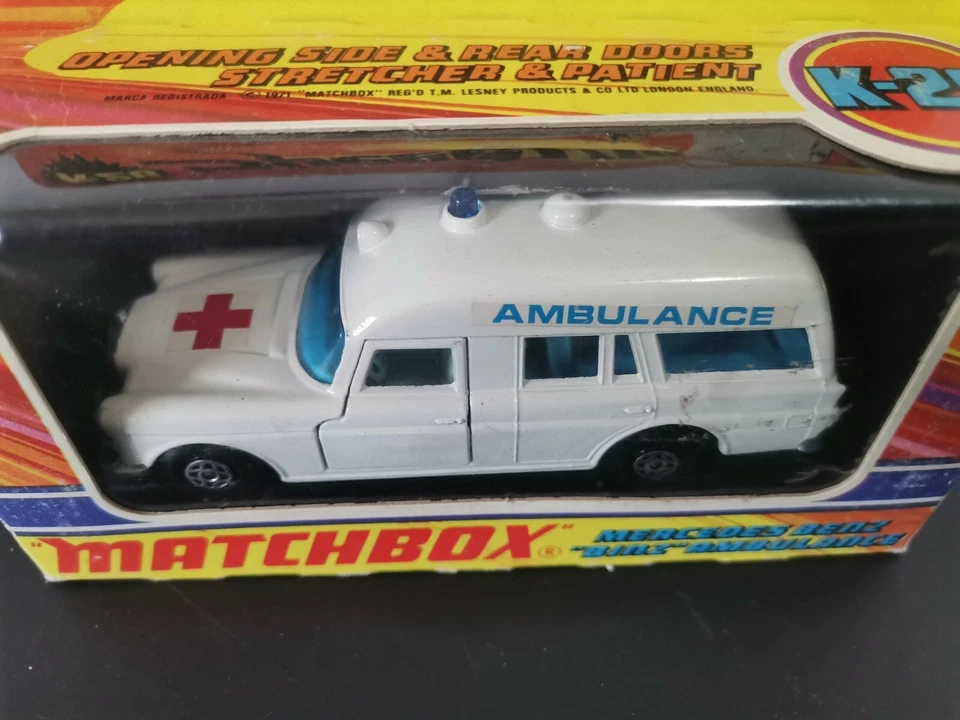 OPENING SIDE & REAR DOORS
STRETCHER & PATIENT
MARCA REGISTRADA © 1971 "MATCHBOX" REG'D T.M. LESNEY PRODUCTS & CO LTD LONDON ENGLAND
AMBULANCE
"MATCHBOX"®
MERCEDES BENZ
"BINZ" AMBULANCE